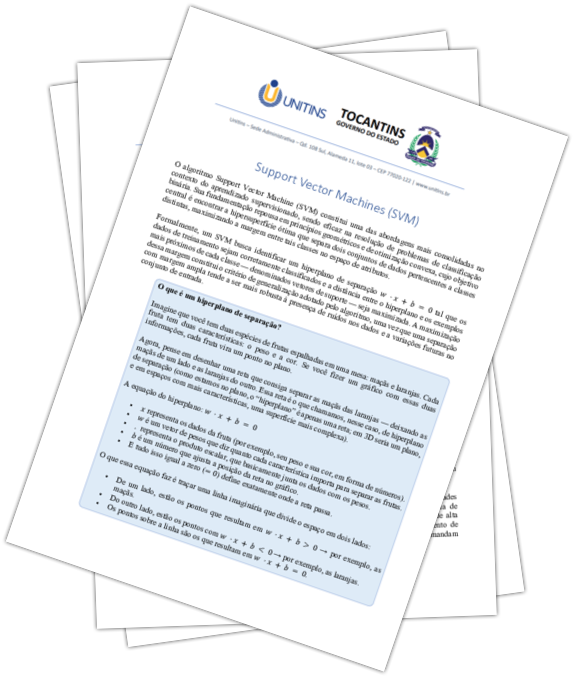 UNITINS
TOCANTINS
GOVERNO DO ESTADO
Unitins – Sede Administrativa – Qd. 108 Sul, Alameda 11, Lote 03 – CEP 77020-122 | www.unitins.br
Support Vector Machines (SVM)
O algoritmo Support Vector Machine (SVM) constitui uma das abordagens mais comolidadas no
contexto do aprendizado supervisionado, sendo eficaz na resolução de problemas de classificação
binária. Sua fundamentação repousa em princípios geométricos e de otimização convexa, cujo objetivo
central é encontrar a hipersuperfície ótima que separa dois conjuntos de dados pertencentes a classes
distintas, maximizando a margem entre tais classes no espaço de atributos.
Formalmente, um SVM busca identificar um hiperplano de separação w · x + b = 0 tal que os
dados de treinamento sejam corretamente classificados e a distância entre o hiperplano e os exemplos
mais próximos de cada classe — denominados vetores de suporte — seja maximizada. A maximização
dessa margem constitui o critério de generalização adotado pelo algoritmo, uma vez que uma separação
com margem ampla tende a ser mais robusta à presença de ruídos nos dados e a variações futuras no
conjunto de entrada.
O que é um hiperplano de separação?
Imagine que você tem duas espécies de frutas espalhadas em uma mesa: maçãs e laranjas. Cada
fruta tem duas características: o peso e a cor. Se você fizer um gráfico com essas duas
informações, cada fruta vira um ponto no plano.
Agora, pense em desenhar uma reta que consiga separar as maçãs das laranjas — deixando as
maçãs de um lado e as laranjas do outro. Essa reta é o que chamamos, nesse caso, de hiperplano
de separação (como estamos no plano, o "hiperplano" é apenas uma reta; em 3D seria um plano,
e em espaços com mais características, uma superfície mais complexa).
A equação do hiperplano: w · x + b = 0
• x representa os dados da fruta (por exemplo, seu peso e sua cor, em forma de números).
• w é um vetor de pesos que diz quanto cada característica importa para separar as frutas.
• · representa o produto escalar, que basicamente junta os dados com os pesos.
• b é um número que ajusta a posição da reta no gráfico.
• E tudo isso igual a zero (= 0) define exatamente onde a reta passa.
O que essa equação faz é traçar uma linha imaginária que divide o espaço em dois lados:
• De um lado, estão os pontos que resultam em w · x + b > 0 → por exemplo, as
maçãs.
• Do outro lado, estão os pontos com w · x + b < 0 → por exemplo, as laranjas.
• Os pontos sobre a linha são os que resultam em w · x + b = 0.